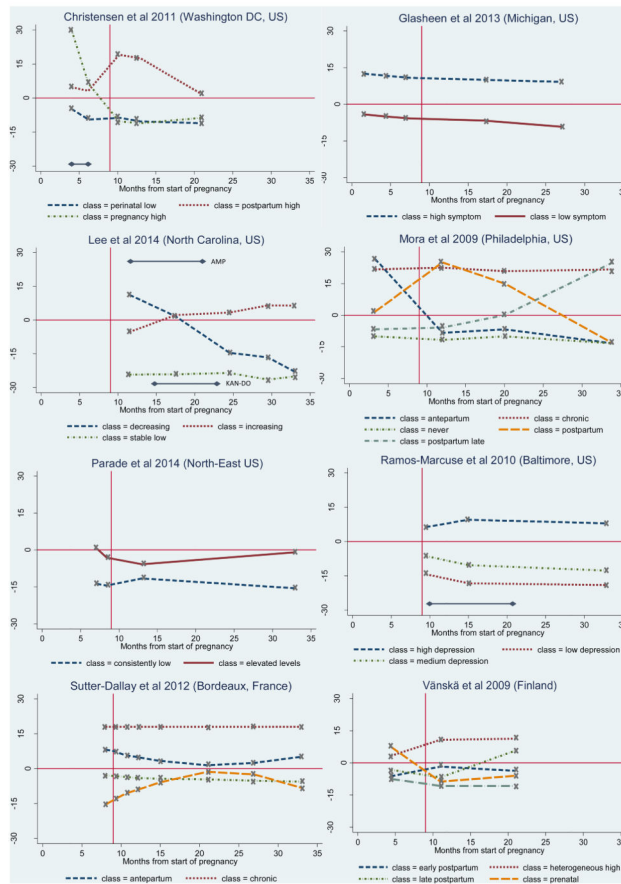 Christensen et al 2011 (Washington DC, US)
30
15
0
-15
-30
0 5 10 15 20 25 30 35
Months from start of pregnancy
class = perinatal low class = postpartum high
class = pregnancy high
Glasheen et al 2013 (Michigan, US)
30
15
0
-15
-30
0 5 10 15 20 25 30 35
Months from start of pregnancy
class = high symptom class = low symptom
Lee et al 2014 (North Carolina, US)
30
15
0
-15
-30
AMP
KAN-DO
0 5 10 15 20 25 30 35
Months from start of pregnancy
class = decreasing class = increasing
class = stable low
Mora et al 2009 (Philadelphia, US)
30
15
0
-15
-30
0 5 10 15 20 25 30 35
Months from start of pregnancy
class = antepartum class = chronic
class = never class = postpartum
class = postpartum late
Parade et al 2014 (North-East US)
30
15
0
-15
-30
0 5 10 15 20 25 30 35
Months from start of pregnancy
class = consistently low class = elevated levels
Ramos-Marcuse et al 2010 (Baltimore, US)
30
15
0
-15
-30
0 5 10 15 20 25 30 35
Months from start of pregnancy
class = high depression class = low depression
class = medium depression
Sutter-Dallay et al 2012 (Bordeaux, France)
30
15
0
-15
-30
0 5 10 15 20 25 30 35
Months from start of pregnancy
class = antepartum class = chronic
Vänskä et al 2009 (Finland)
30
15
0
-15
-30
0 5 10 15 20 25 30 35
Months from start of pregnancy
class = early postpartum class = heterogeneous high
class = late postpartum class = prenatal